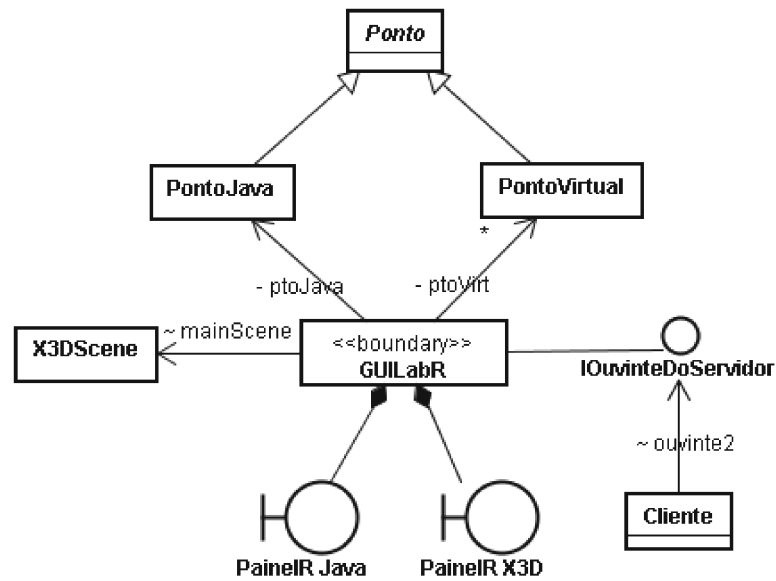 Ponto
PontoJava
PontoVirtual
*
- ptoJava
- ptoVirt
~ mainScene
X3DScene
<<boundary>>
GUILabR
IOuvinteDoServidor
~ ouvinte2
Cliente
PainelR Java
PainelR X3D